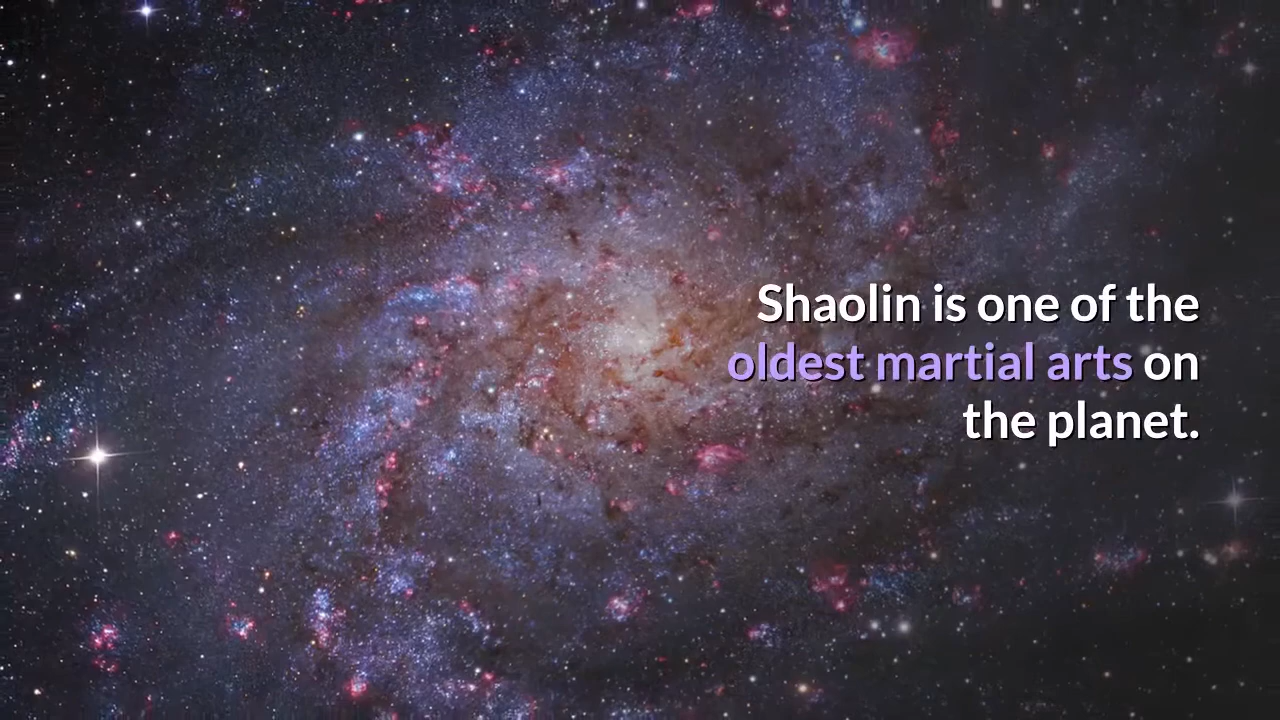 Shaolin is one of the
oldest martial arts on
the planet.